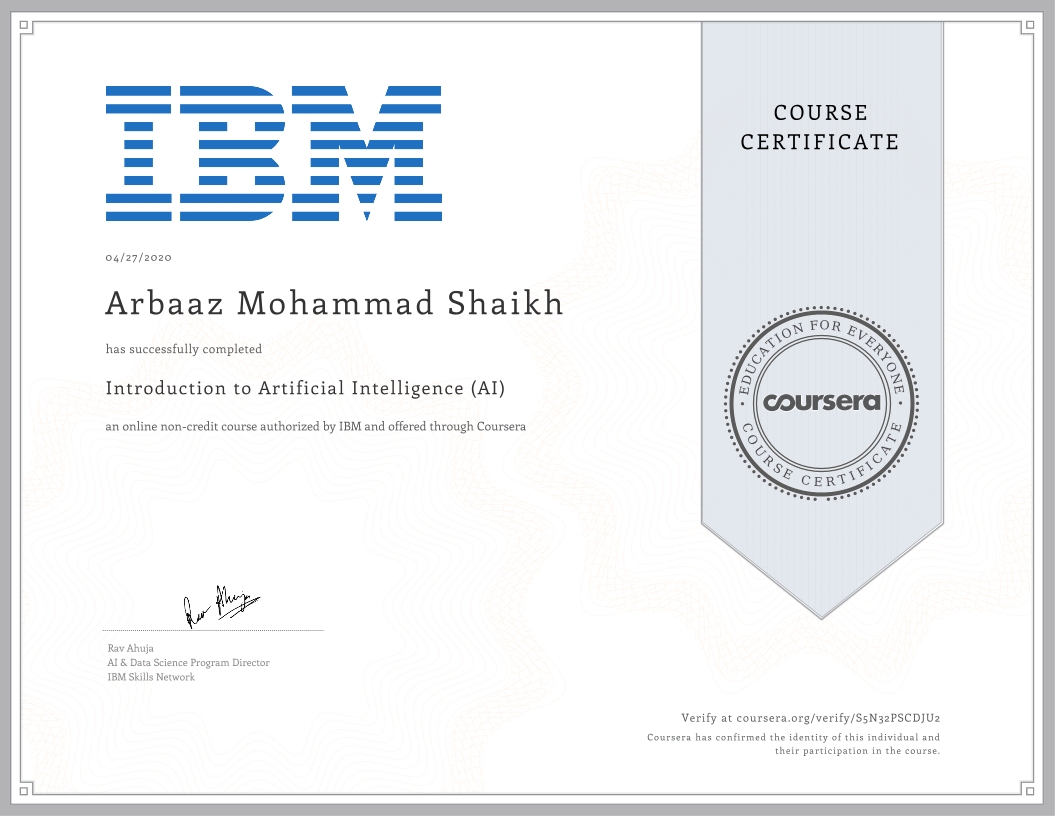 IBM
COURSE
CERTIFICATE
04/27/2020
Arbaaz Mohammad Shaikh
has successfully completed
Introduction to Artificial Intelligence (AI)
an online non-credit course authorized by IBM and offered through Coursera
EDUCATION FOR EVERYONE
coursera
COURSE CERTIFICATE
Rav Ahuja
Rav Ahuja
AI & Data Science Program Director
IBM Skills Network
Verify at coursera.org/verify/S5N32PSCDJU2
Coursera has confirmed the identity of this individual and
their participation in the course.